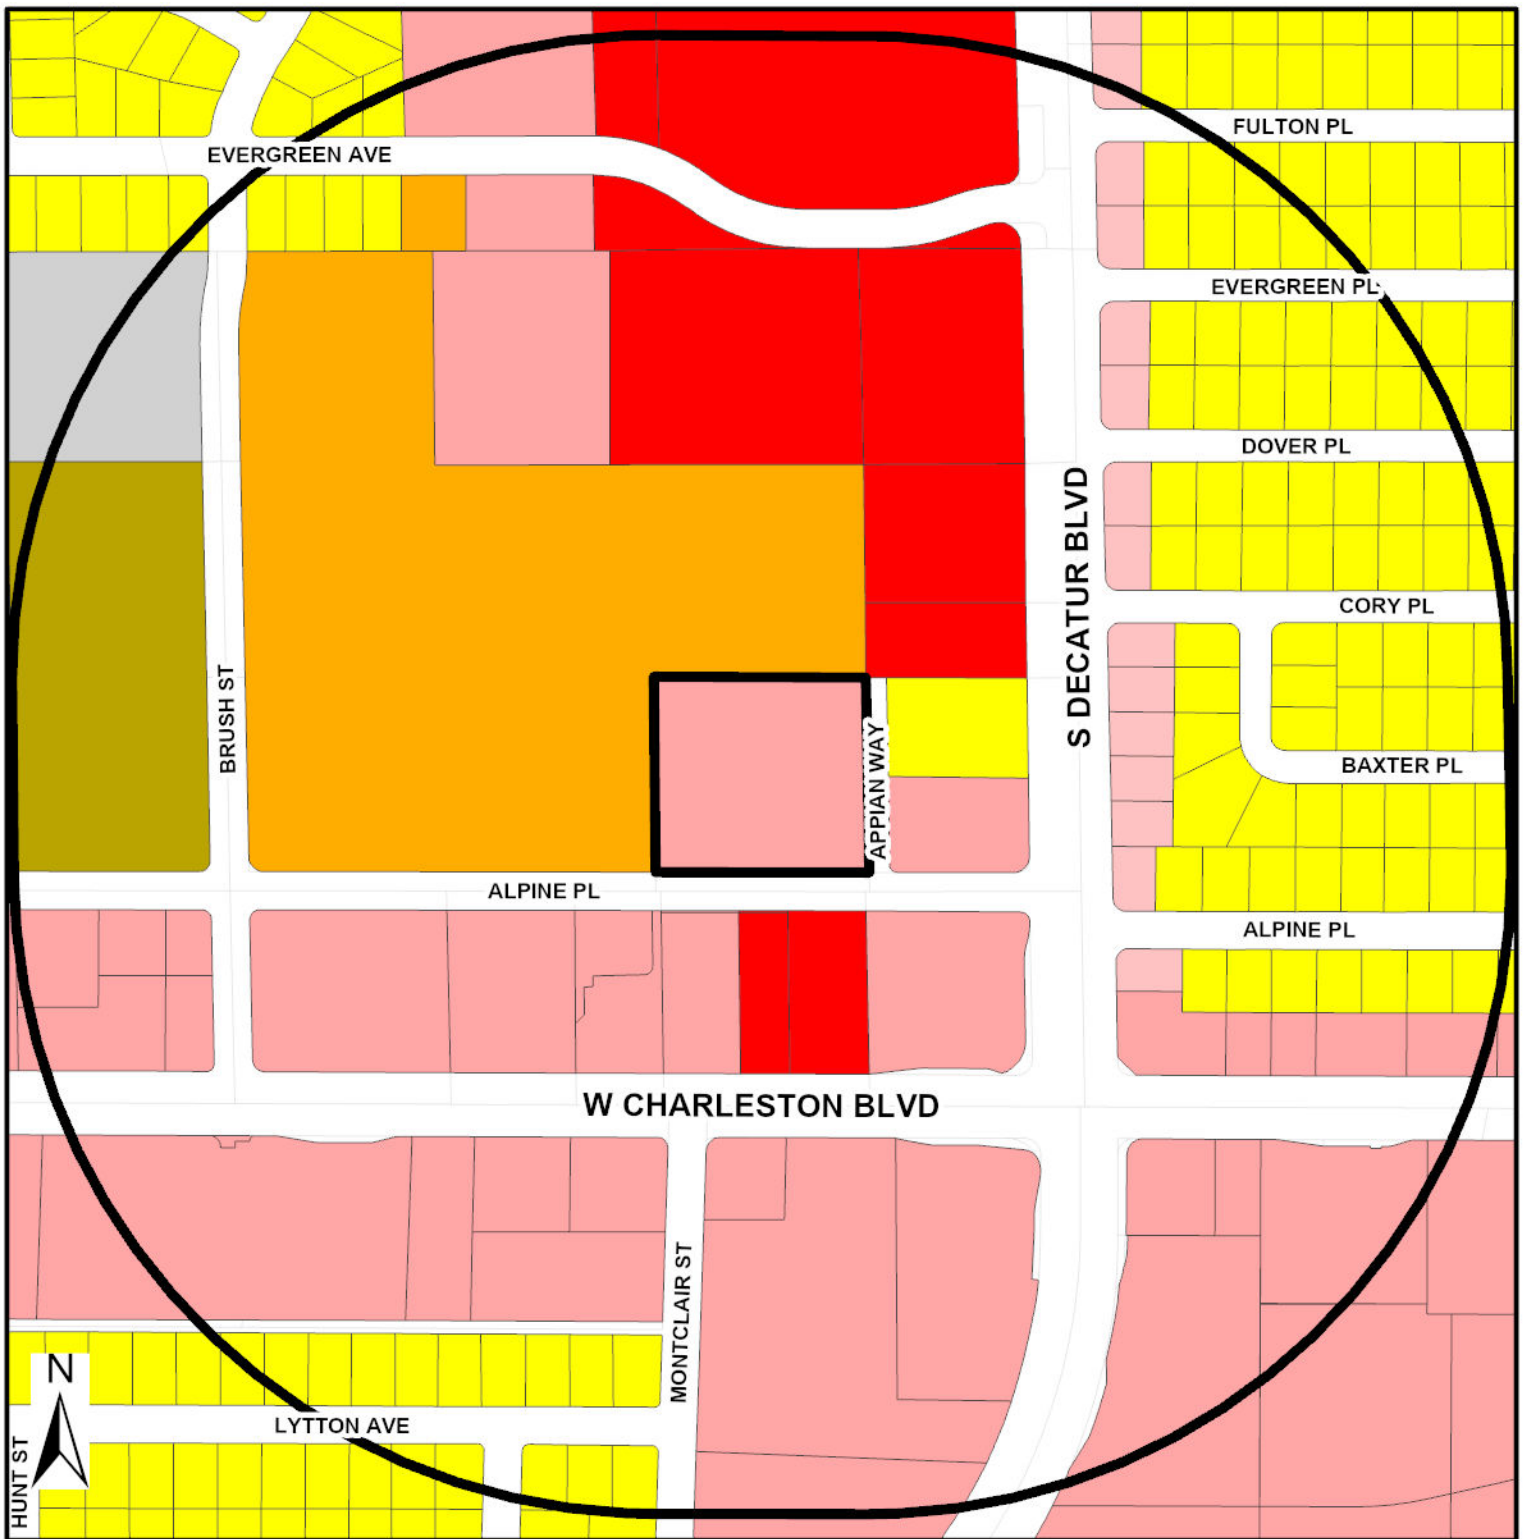 FULTON PL
EVERGREEN AVE
EVERGREEN PL
DOVER PL
S DECATUR BLVD
CORY PL
BRUSH ST
APPIAN WAY
BAXTER PL
ALPINE PL
ALPINE PL
W CHARLESTON BLVD
MONTCLAIR ST
N
LYTTON AVE
HUNT ST